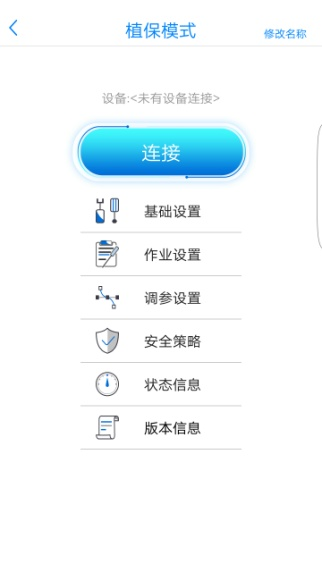 植保模式
修改名称
设备:<未有设备连接>
连接
基础设置
作业设置
调参设置
安全策略
状态信息
版本信息